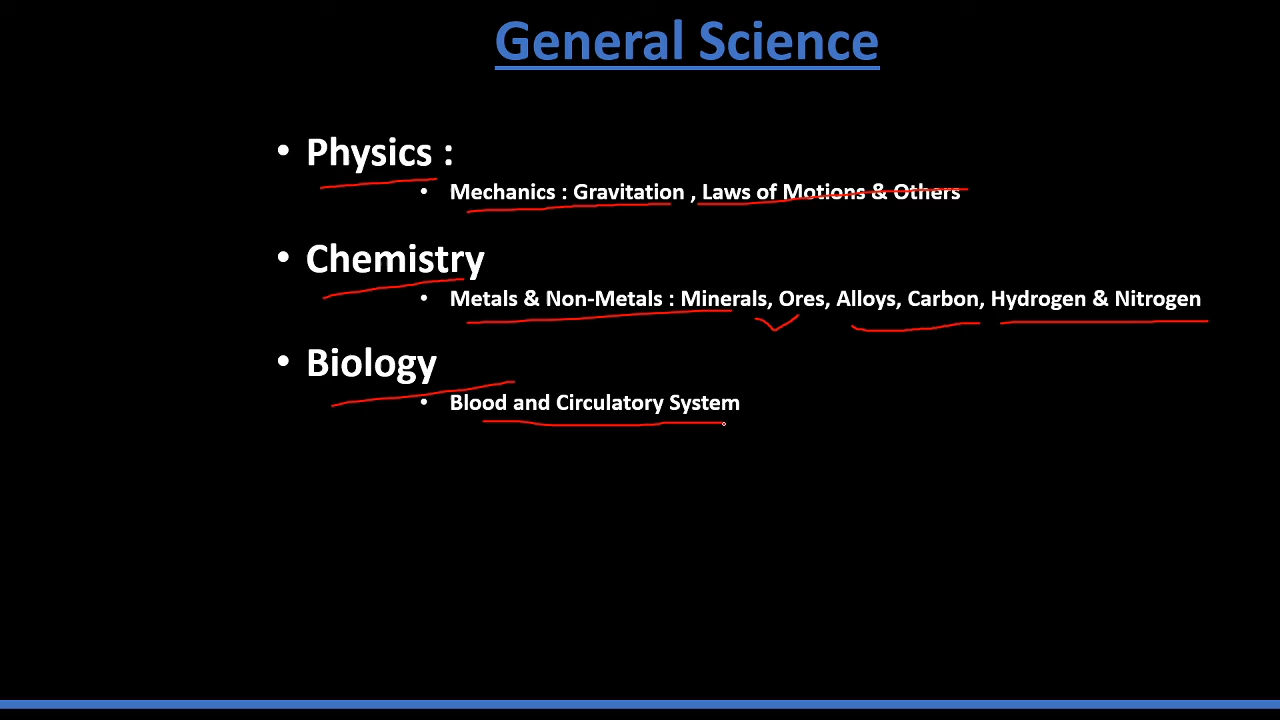 General Science
• Physics :
• Mechanics : Gravitation , Laws of Motions & Others
• Chemistry
• Metals & Non-Metals : Minerals, Ores, Alloys, Carbon, Hydrogen & Nitrogen
• Biology
• Blood and Circulatory System